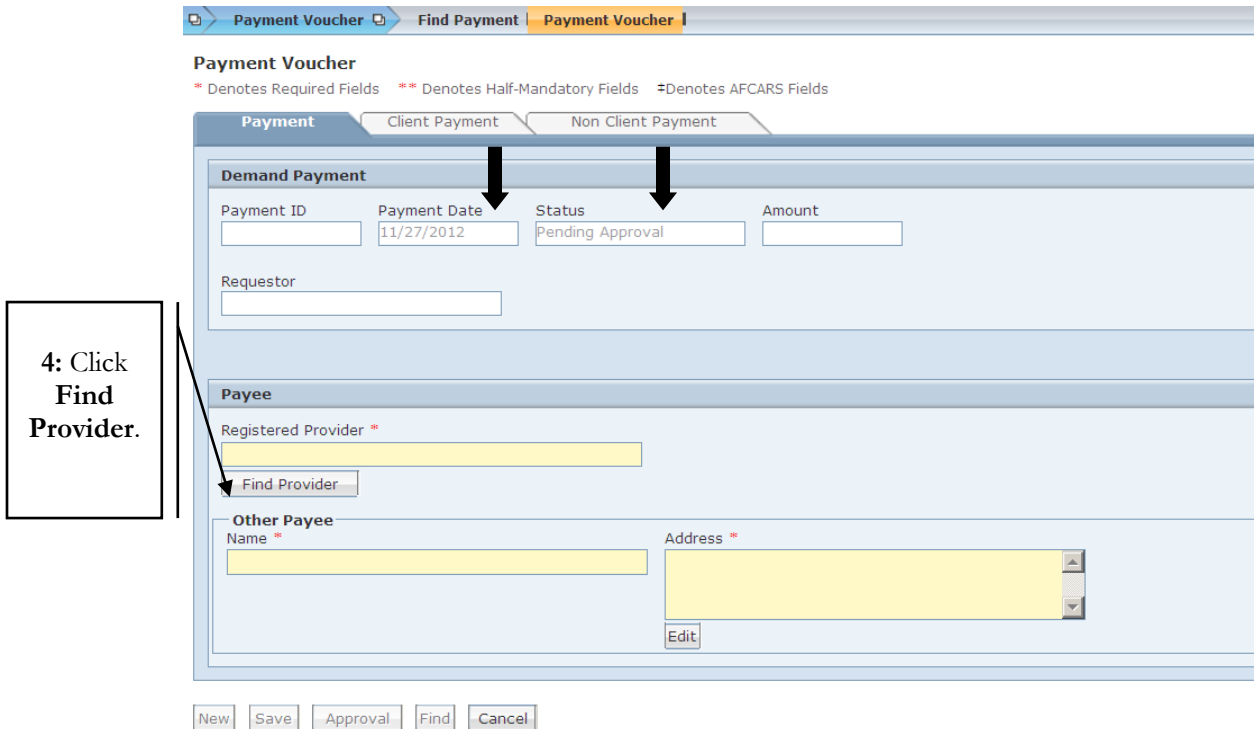 Payment Voucher Find Payment Payment Voucher
Payment Voucher
* Denotes Required Fields ** Denotes Half-Mandatory Fields ‡Denotes AFCARS Fields
Payment Client Payment Non Client Payment
Demand Payment
Payment ID Payment Date Status Amount
11/27/2012 Pending Approval
Requestor
4: Click
Find
Provider.
Payee
Registered Provider *
Find Provider
Other Payee
Name * Address *
Edit
New Save Approval Find Cancel